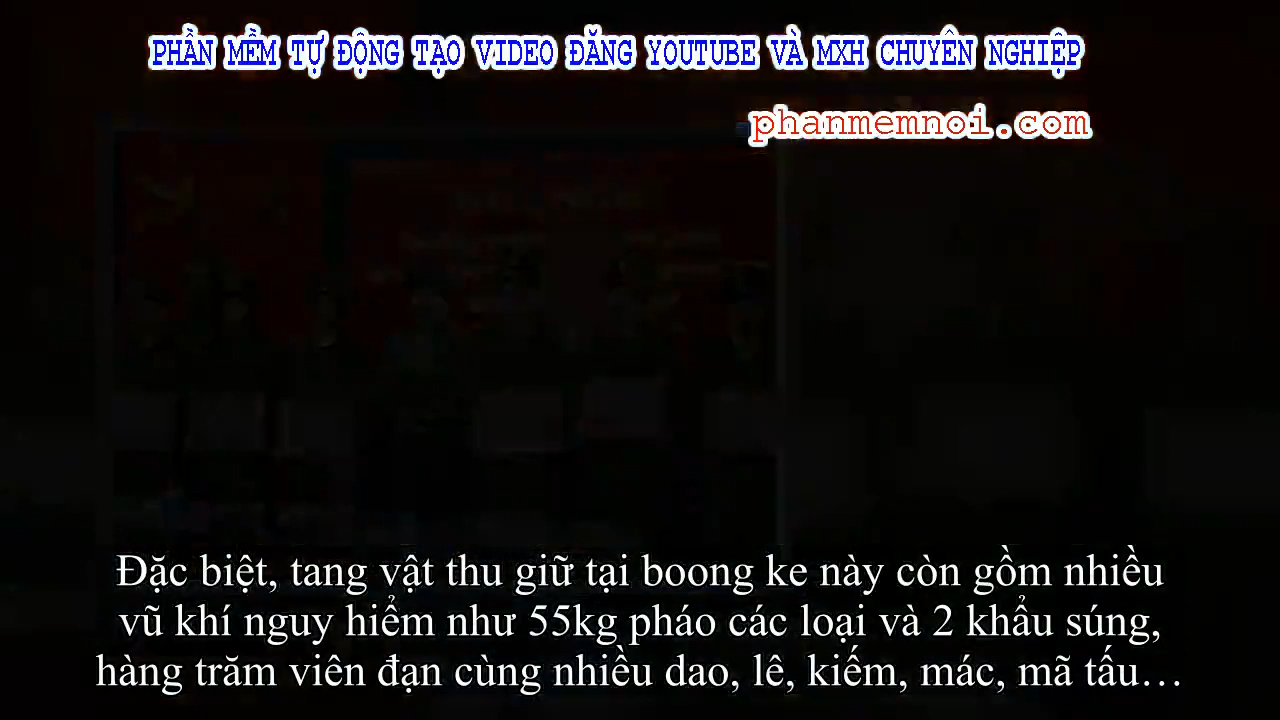 PHẦN MỀM TỰ ĐỘNG TẠO VIDEO ĐĂNG YOUTUBE VÀ MXH CHUYÊN NGHIỆP
phanmemnoi.com
Đặc biệt, tang vật thu giữ tại boong ke này còn gồm nhiều
vũ khí nguy hiểm như 55kg pháo các loại và 2 khẩu súng,
hàng trăm viên đạn cùng nhiều dao, lê, kiếm, mác, mã tấu…